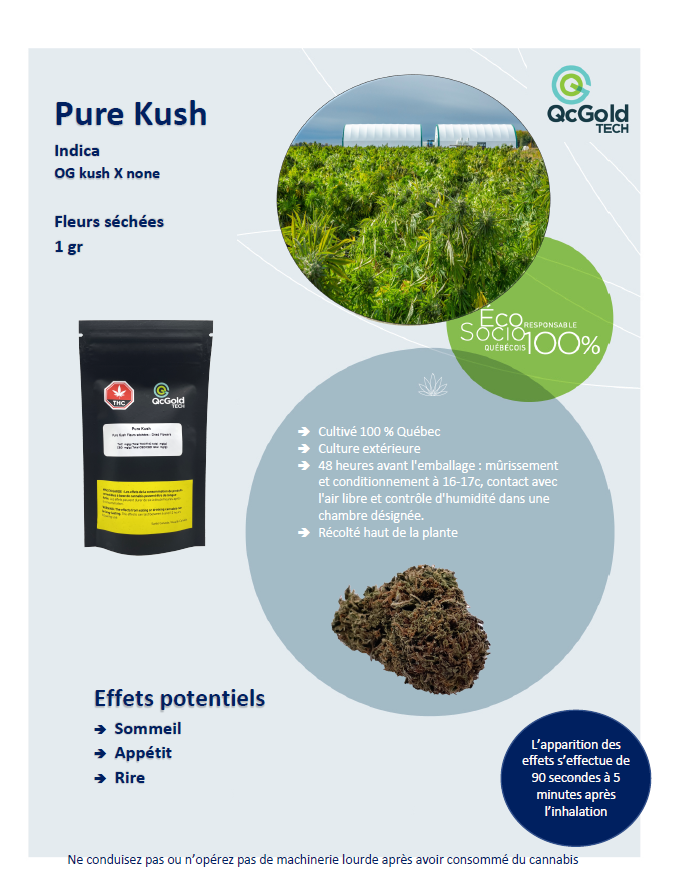 Pure Kush
Indica
OG kush X none
Fleurs séchées
1 gr
QcGold
TECH
Éco RESPONSABLE
Socio 100%
QUÉBÉCOIS
THC
QcGold
TECH
Pure Kush
➔ Cultivé 100 % Québec
➔ Culture extérieure
➔ 48 heures avant l'emballage : mûrissement
et conditionnement à 16-17c, contact avec
l'air libre et contrôle d'humidité dans une
chambre désignée.
➔ Récolté haut de la plante
Effets potentiels
➔ Sommeil
➔ Appétit
➔ Rire
L’apparition des
effets s’effectue de
90 secondes à 5
minutes après
l’inhalation
Ne conduisez pas ou n’opérez pas de machinerie lourde après avoir consommé du cannabis